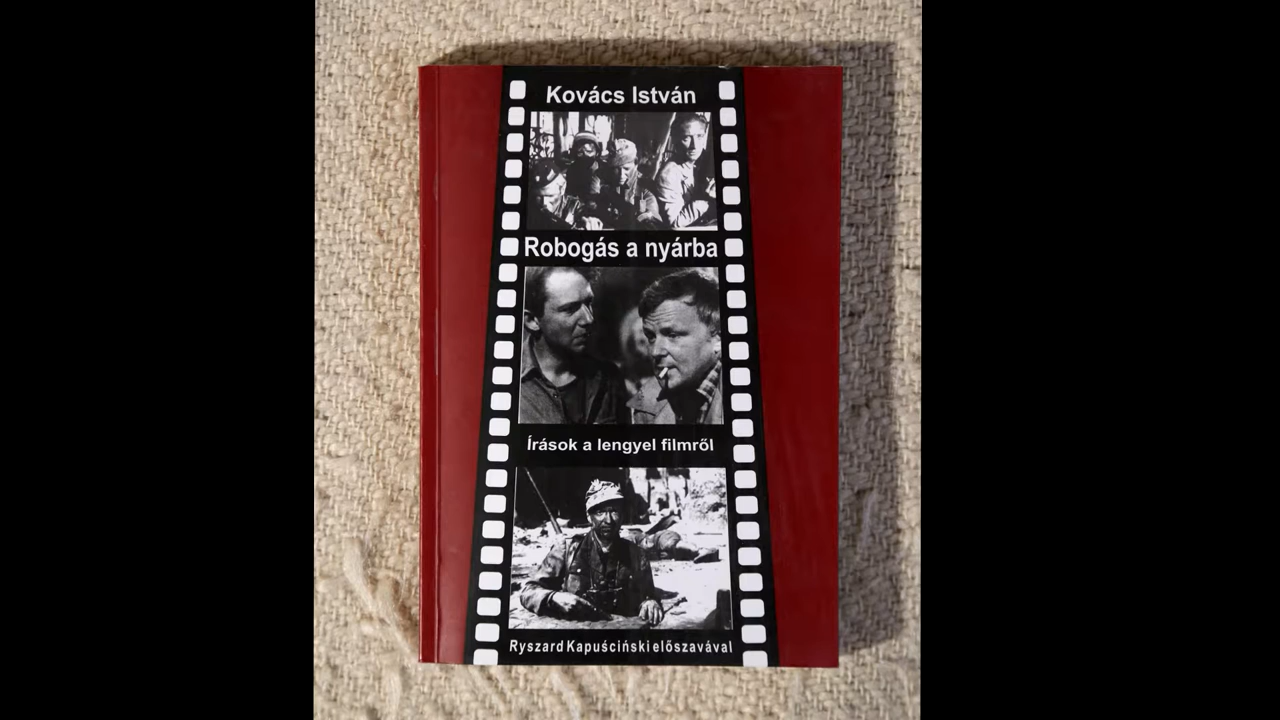 Kovács István
Robogás a nyárba
Írások a lengyel filmről
Ryszard Kapuściński előszavával